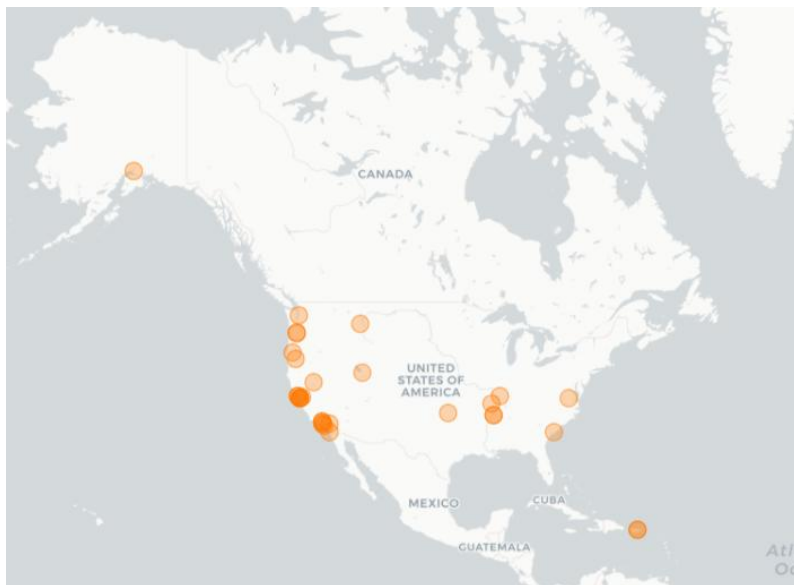 CANADA
UNITED
STATES OF
AMERICA
MEXICO
CUBA
GUATEMALA